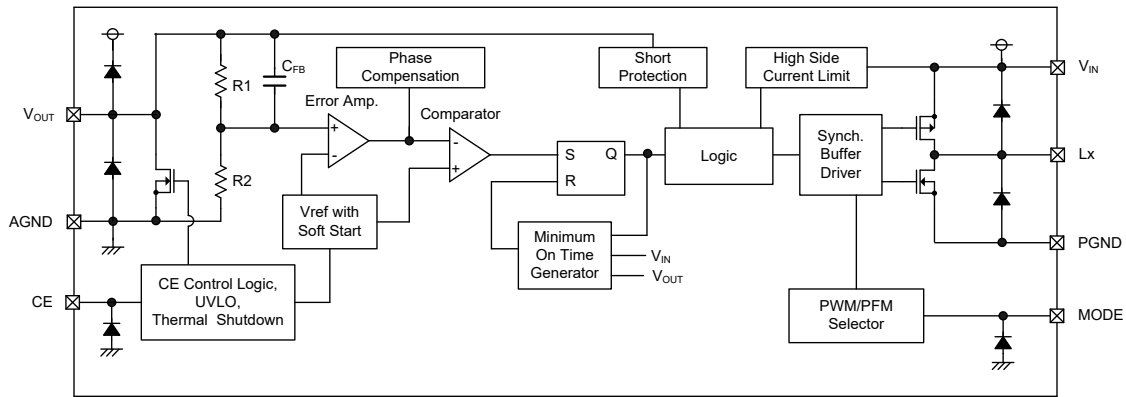 Phase
Compensation
Short
Protection
High Side
Current Limit
VIN
CFB
R1
Error Amp.
Comparator
VOUT
+
-
-
+
S
Q
R
Logic
Synch.
Buffer
Driver
Lx
R2
Vref with
Soft Start
AGND
Minimum
On Time
Generator
VIN
VOUT
PGND
CE
CE Control Logic,
UVLO,
Thermal Shutdown
PWM/PFM
Selector
MODE